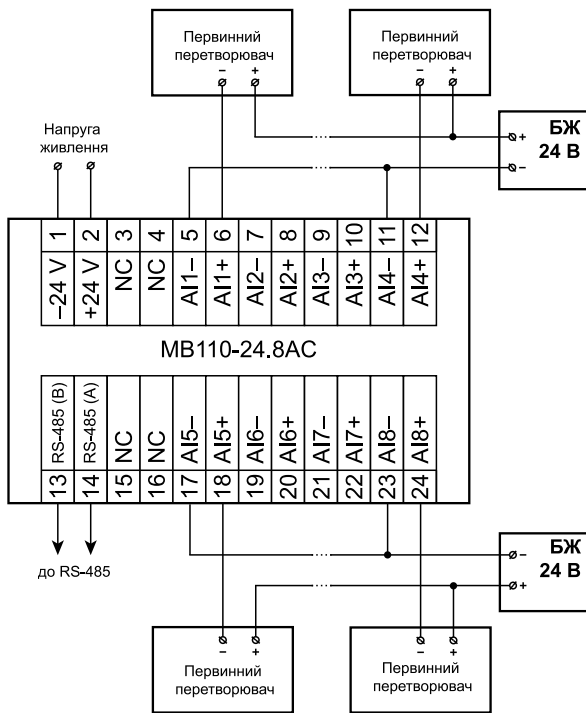 Первинний
перетворювач
– +
Первинний
перетворювач
– +
Напруга
живлення
+ БЖ
– 24 В
1 2 3 4 5 6 7 8 9 10 11 12
–24 V +24 V NC NC AI1– AI1+ AI2– AI2+ AI3– AI3+ AI4– AI4+
МВ110-24.8АС
RS-485 (B) RS-485 (A) NC NC AI5– AI5+ AI6– AI6+ AI7– AI7+ AI8– AI8+
13 14 15 16 17 18 19 20 21 22 23 24
до RS-485
– БЖ
+ 24 В
– +
Первинний
перетворювач
– +
Первинний
перетворювач